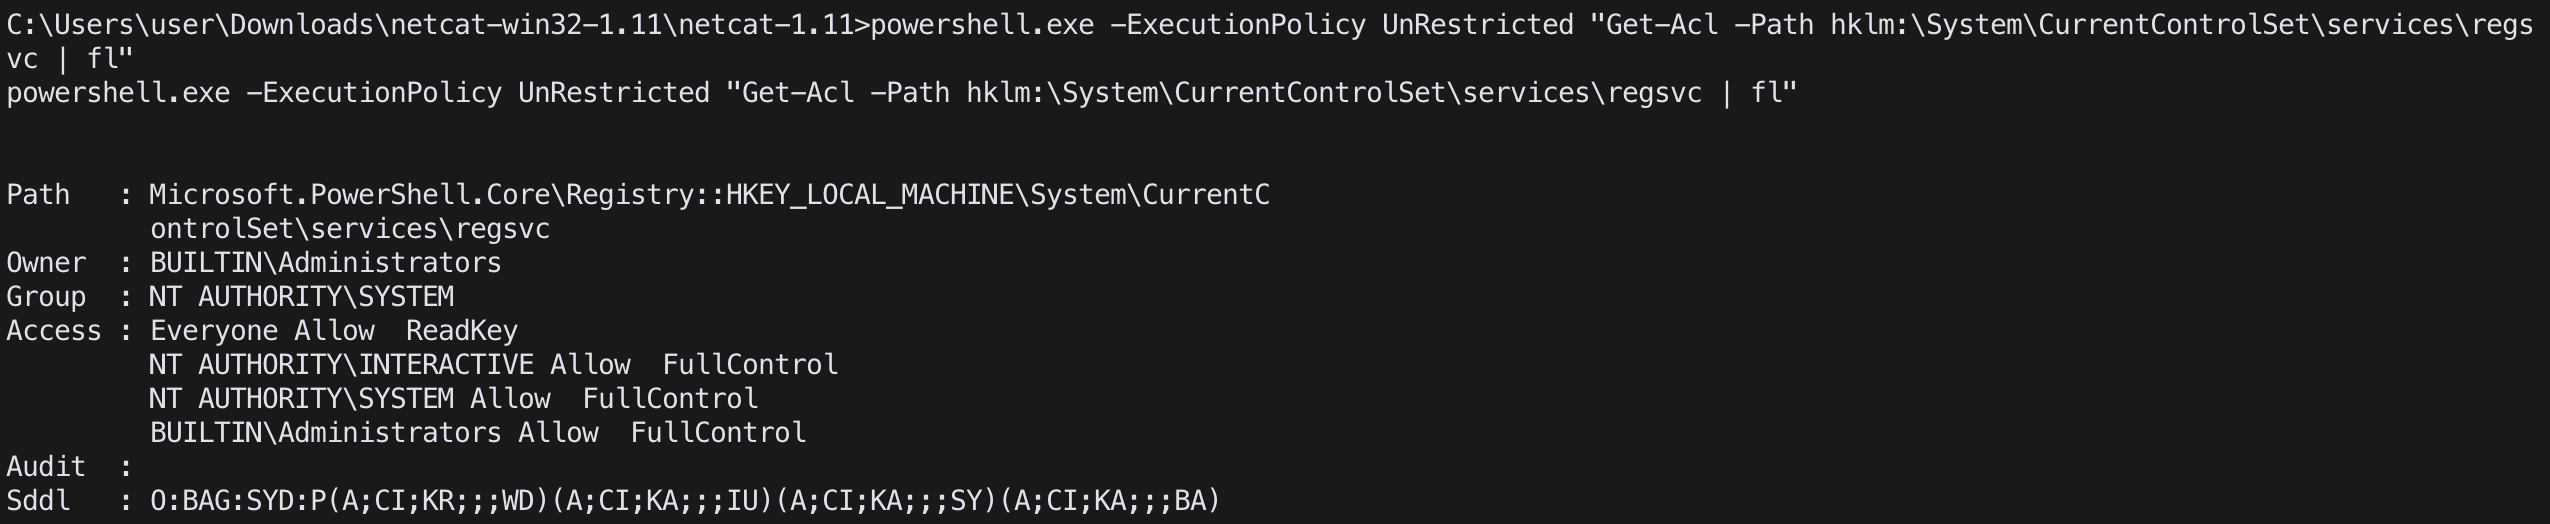 C:\Users\user\Downloads\netcat-win32-1.11\netcat-1.11>powershell.exe -ExecutionPolicy UnRestricted "Get-Acl -Path hklm:\System\CurrentControlSet\services\regs
vc | fl"
powershell.exe -ExecutionPolicy UnRestricted "Get-Acl -Path hklm:\System\CurrentControlSet\services\regsvc | fl"
Path   : Microsoft.PowerShell.Core\Registry::HKEY_LOCAL_MACHINE\System\CurrentC
         ontrolSet\services\regsvc
Owner  : BUILTIN\Administrators
Group  : NT AUTHORITY\SYSTEM
Access : Everyone Allow  ReadKey
         NT AUTHORITY\INTERACTIVE Allow  FullControl
         NT AUTHORITY\SYSTEM Allow  FullControl
         BUILTIN\Administrators Allow  FullControl
Audit  :
Sddl   : O:BAG:SYD:P(A;CI;KR;;;WD)(A;CI;KA;;;IU)(A;CI;KA;;;SY)(A;CI;KA;;;BA)